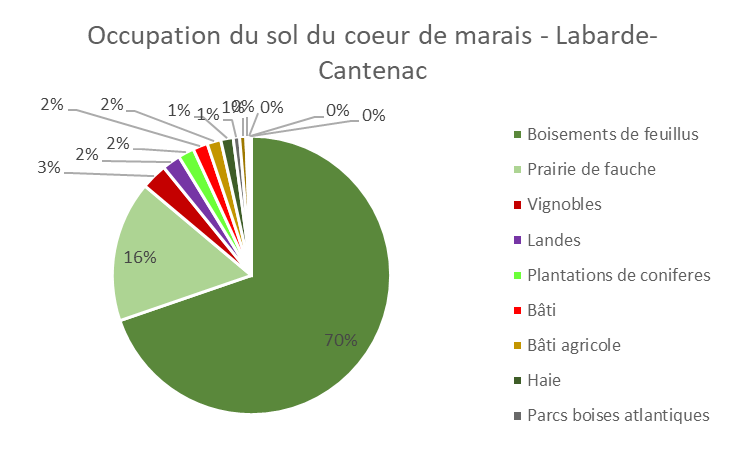 Occupation du sol du coeur de marais - Labarde-
Cantenac
2%
2%
1%
1%
1%
0%
0%
0%
0%
2%
2%
3%
16%
70%
Boisements de feuillus
Prairie de fauche
Vignobles
Landes
Plantations de coniferes
Bâti
Bâti agricole
Haie
Parcs boises atlantiques